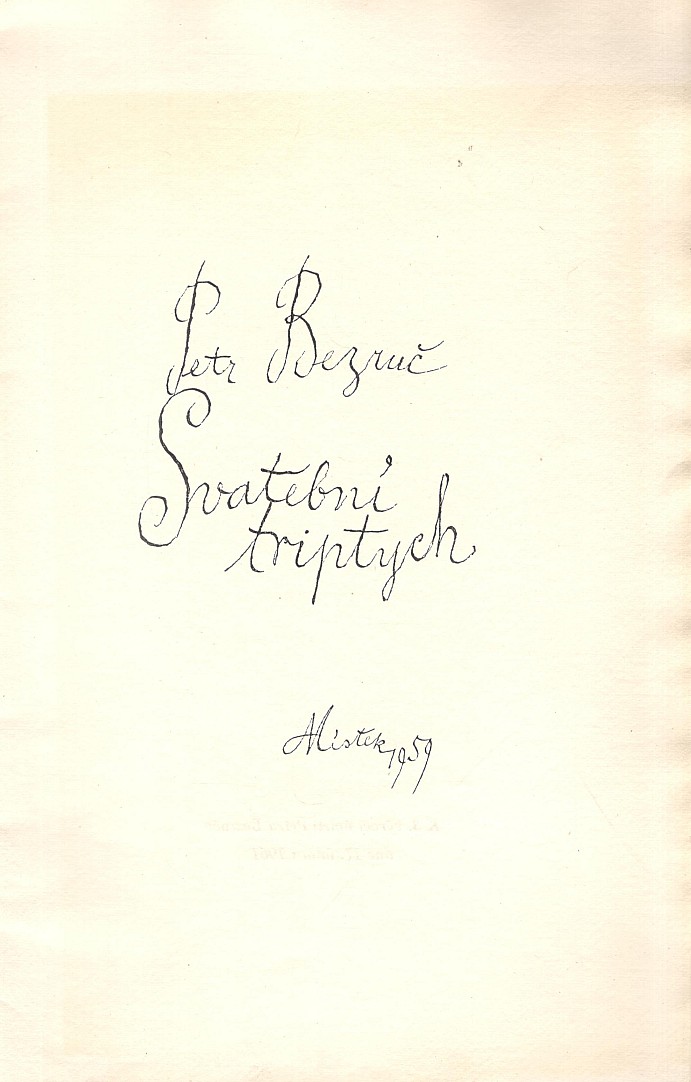 Petr Bezruč
Svatební
triptych
Místek 1959